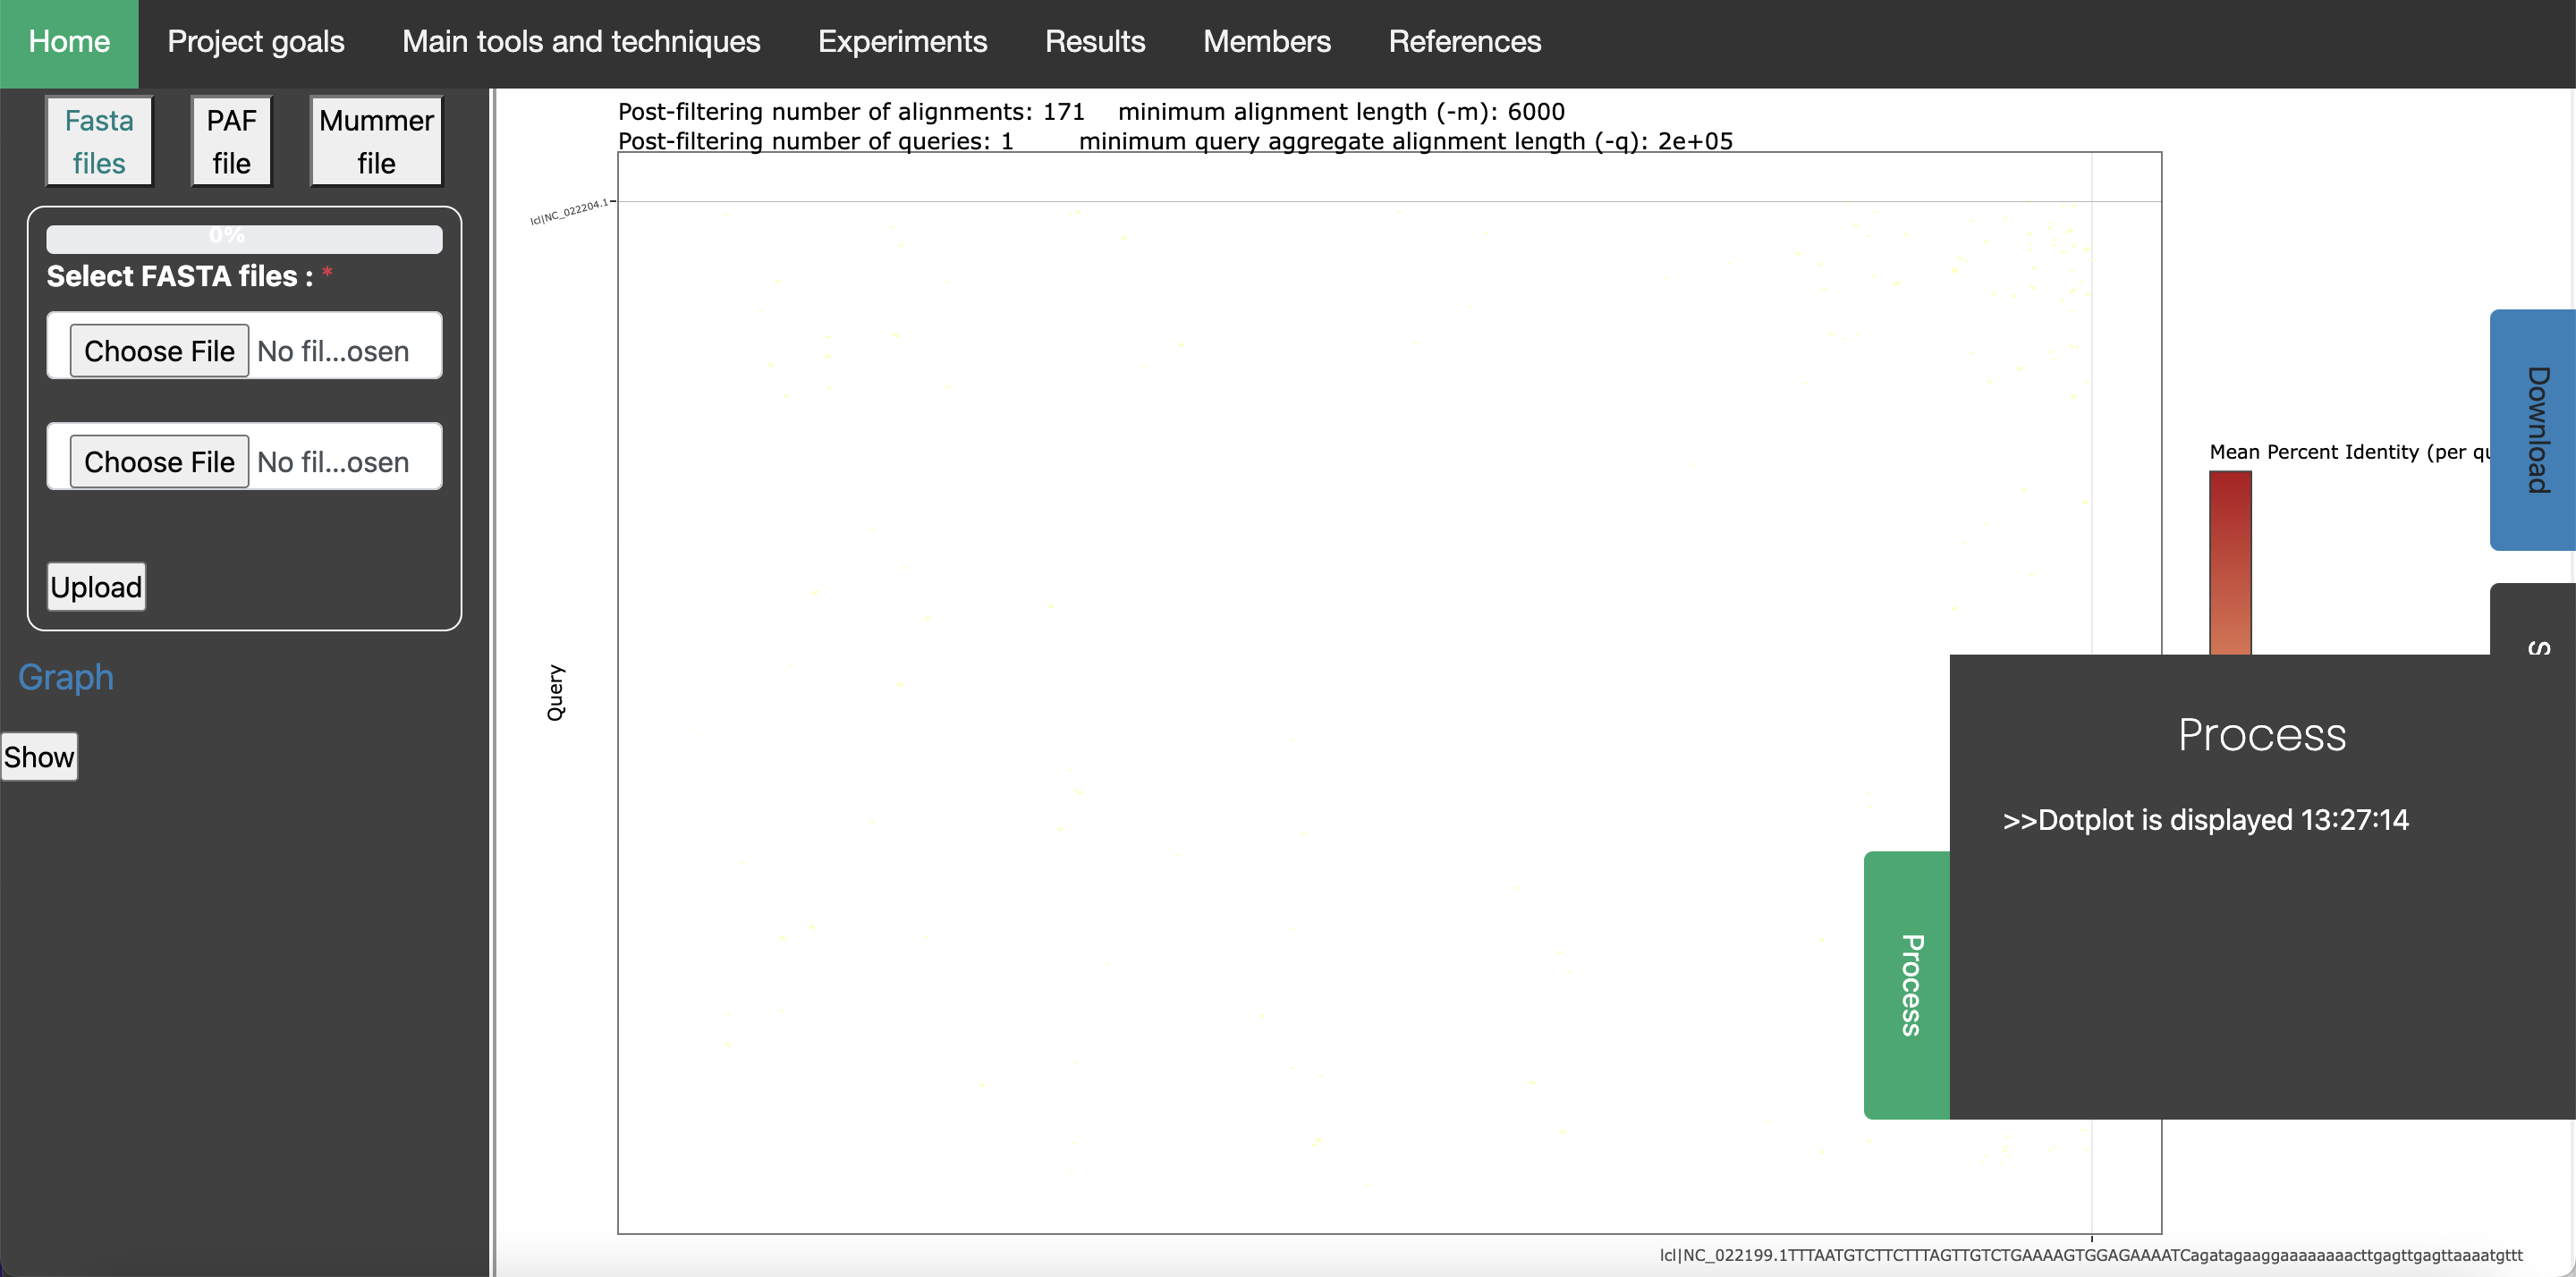 Home Project goals Main tools and techniques Experiments Results Members References
Fasta files
PAF file
Mummer file
0%
Select FASTA files : *
Choose File No fil...osen
Choose File No fil...osen
Upload
Graph
Show
Post-filtering number of alignments: 171 minimum alignment length (-m): 6000
Post-filtering number of queries: 1 minimum query aggregate alignment length (-q): 2e+05
lcl|NC_022204.1
Query
Mean Percent Identity (per qu
Download
S
Process
Process
>>Dotplot is displayed 13:27:14
lcl|NC_022199.1TTTAATGTCTTCTTTAGTTGTCTGAAAAGTGGAGAAAATCagatagaaggaaaaaaaacttgagttgagttaaaatgttt